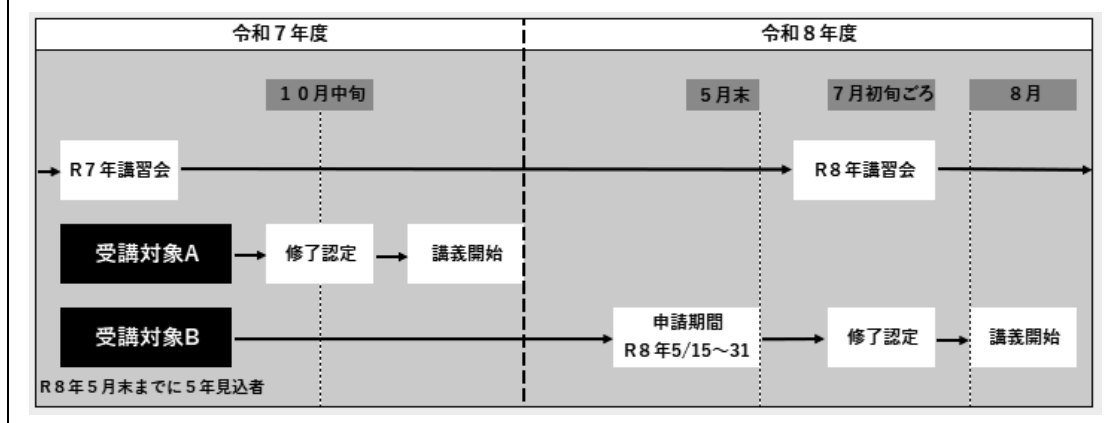 令和７年度
令和８年度
１０月中旬
５月末
７月初旬ごろ
８月
R７年講習会
R８年講習会
受講対象A
修了認定
講義開始
受講対象B
申請期間
R８年5/15～31
修了認定
講義開始
R８年５月末までに５年見込者